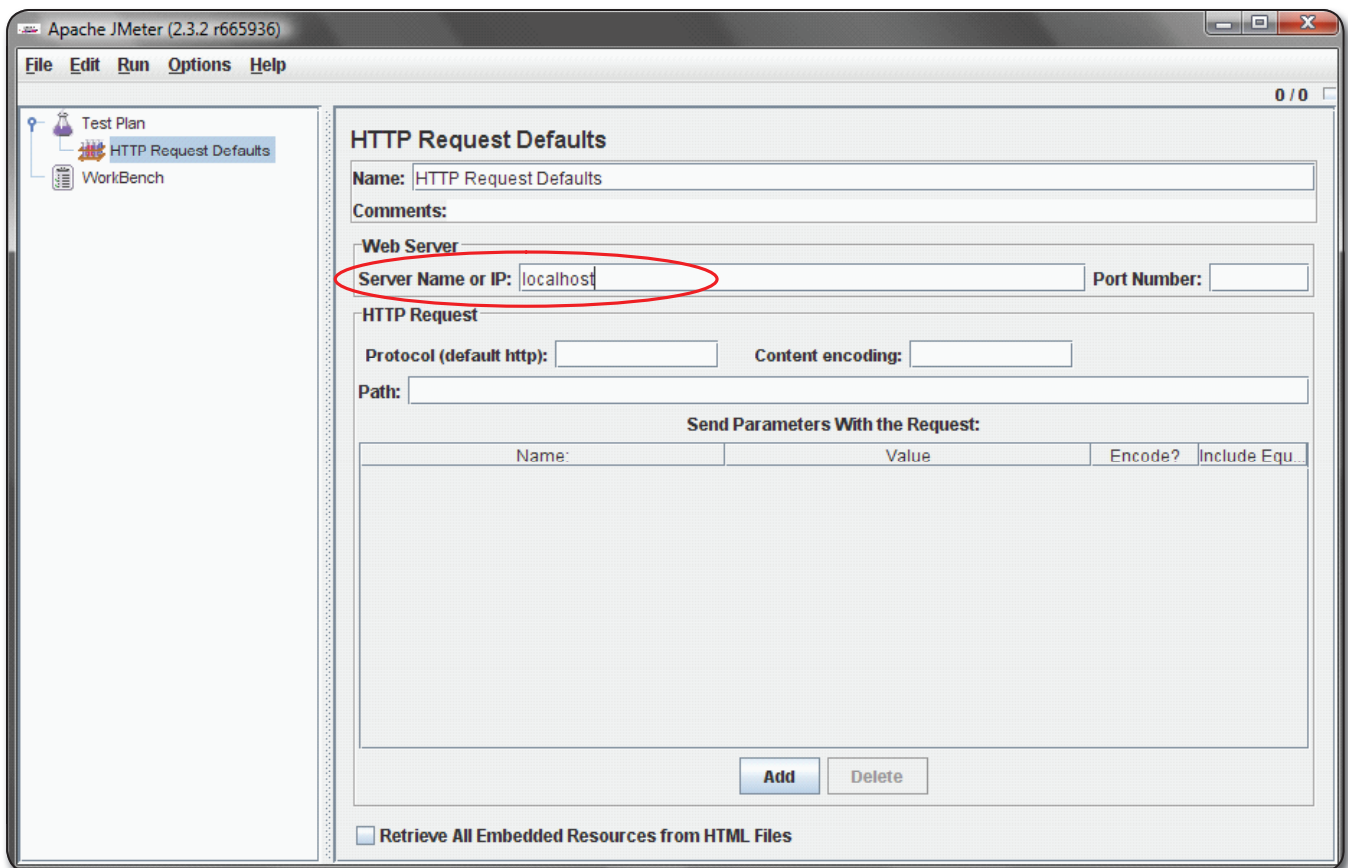 Apache JMeter (2.3.2 r665936)
File Edit Run Options Help
0 / 0
Test Plan
HTTP Request Defaults
WorkBench
HTTP Request Defaults
Name: HTTP Request Defaults
Comments:
Web Server
Server Name or IP: localhost Port Number:
HTTP Request
Protocol (default http): Content encoding:
Path:
Send Parameters With the Request:
Name: Value Encode? Include Equ...
Add Delete
Retrieve All Embedded Resources from HTML Files